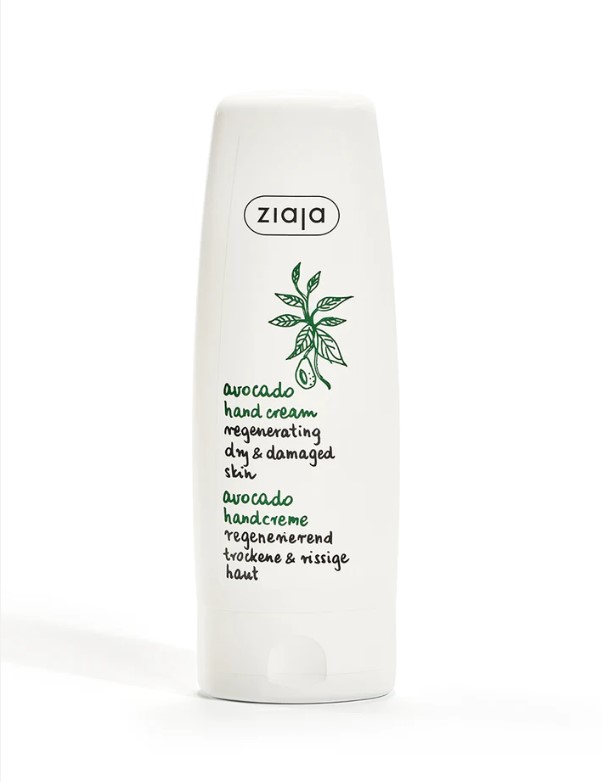 ziaja
avocado
hand cream
regenerating
dry & damaged
skin
avocado
handcreme
regenerierend
trockene & rissige
haut